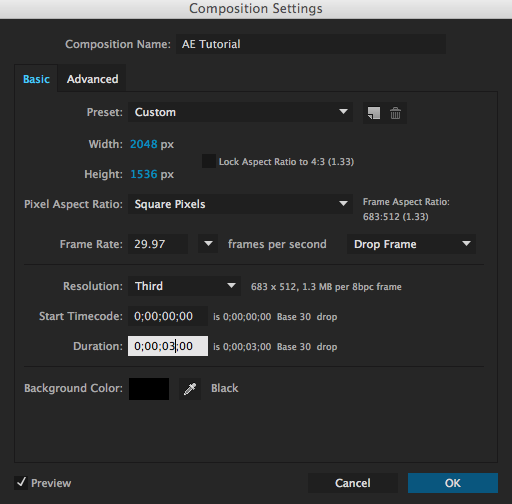 Composition Settings
Composition Name: AE Tutorial
Basic Advanced
Preset: Custom
Width: 2048 px
Lock Aspect Ratio to 4:3 (1.33)
Height: 1536 px
Pixel Aspect Ratio: Square Pixels Frame Aspect Ratio:
683:512 (1.33)
Frame Rate: 29.97 frames per second Drop Frame
Resolution: Third 683 x 512, 1.3 MB per 8bpc frame
Start Timecode: 0;00;00;00 is 0;00;00;00 Base 30 drop
Duration: 0;00;03;00 is 0;00;03;00 Base 30 drop
Background Color: Black
Preview Cancel OK